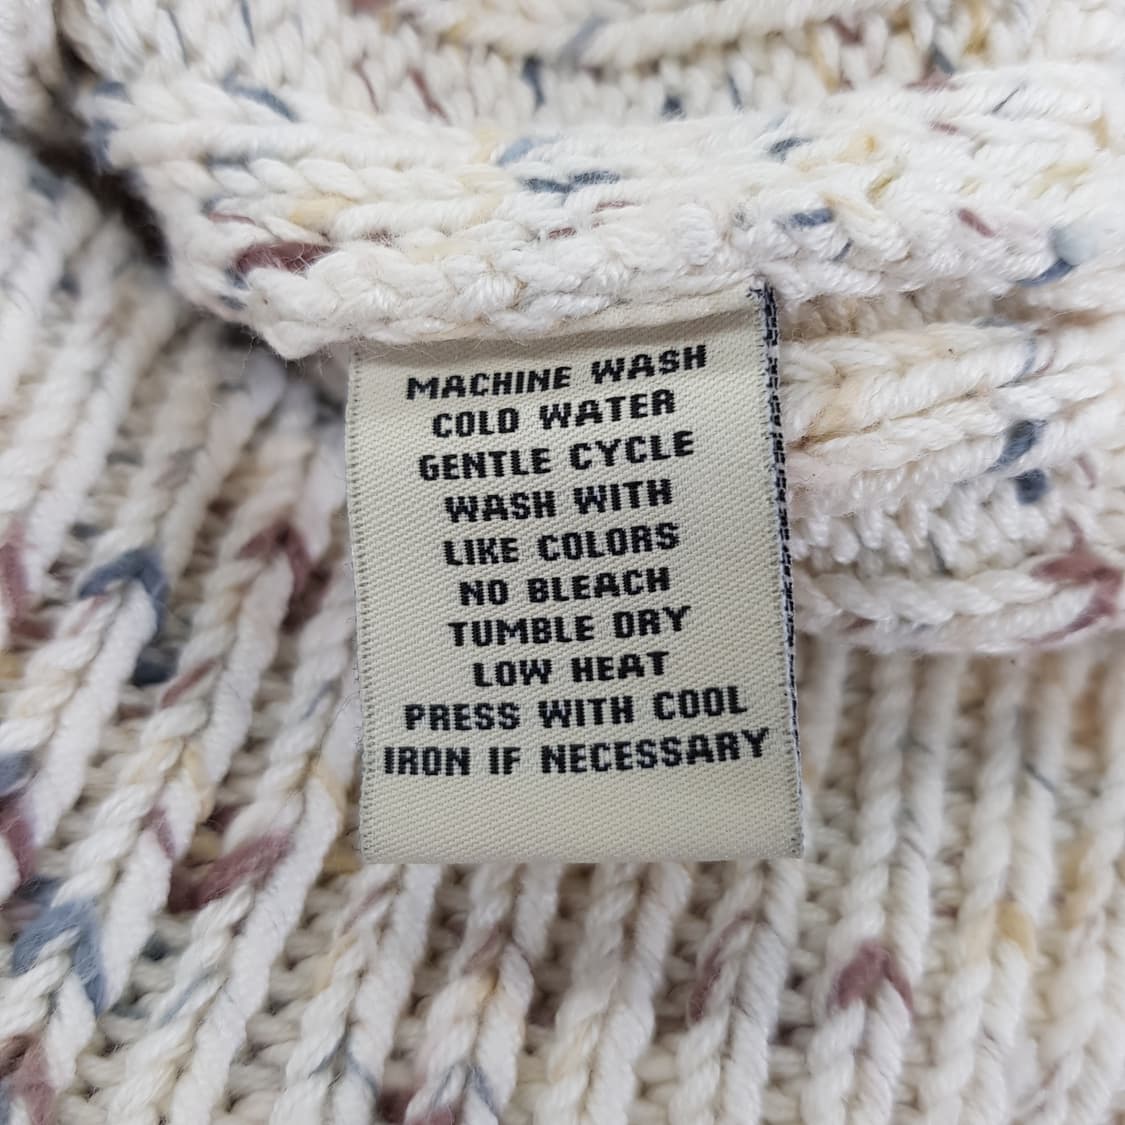 MACHINE WASH
COLD WATER
GENTLE CYCLE
WASH WITH
LIKE COLORS
NO BLEACH
TUMBLE DRY
LOW HEAT
PRESS WITH COOL
IRON IF NECESSARY